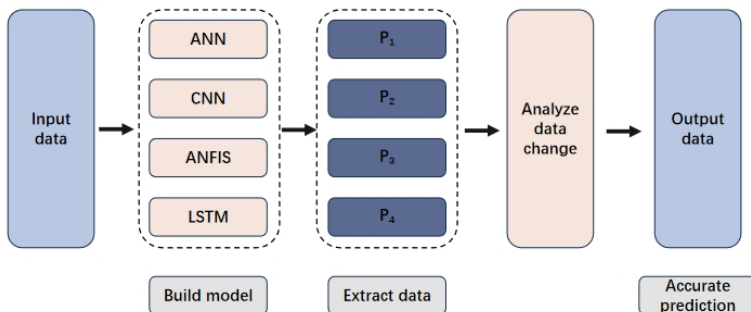 Input
data
ANN
CNN
ANFIS
LSTM
Build model
P₁
P₂
P₃
P₄
Extract data
Analyze
data
change
Output
data
Accurate
prediction